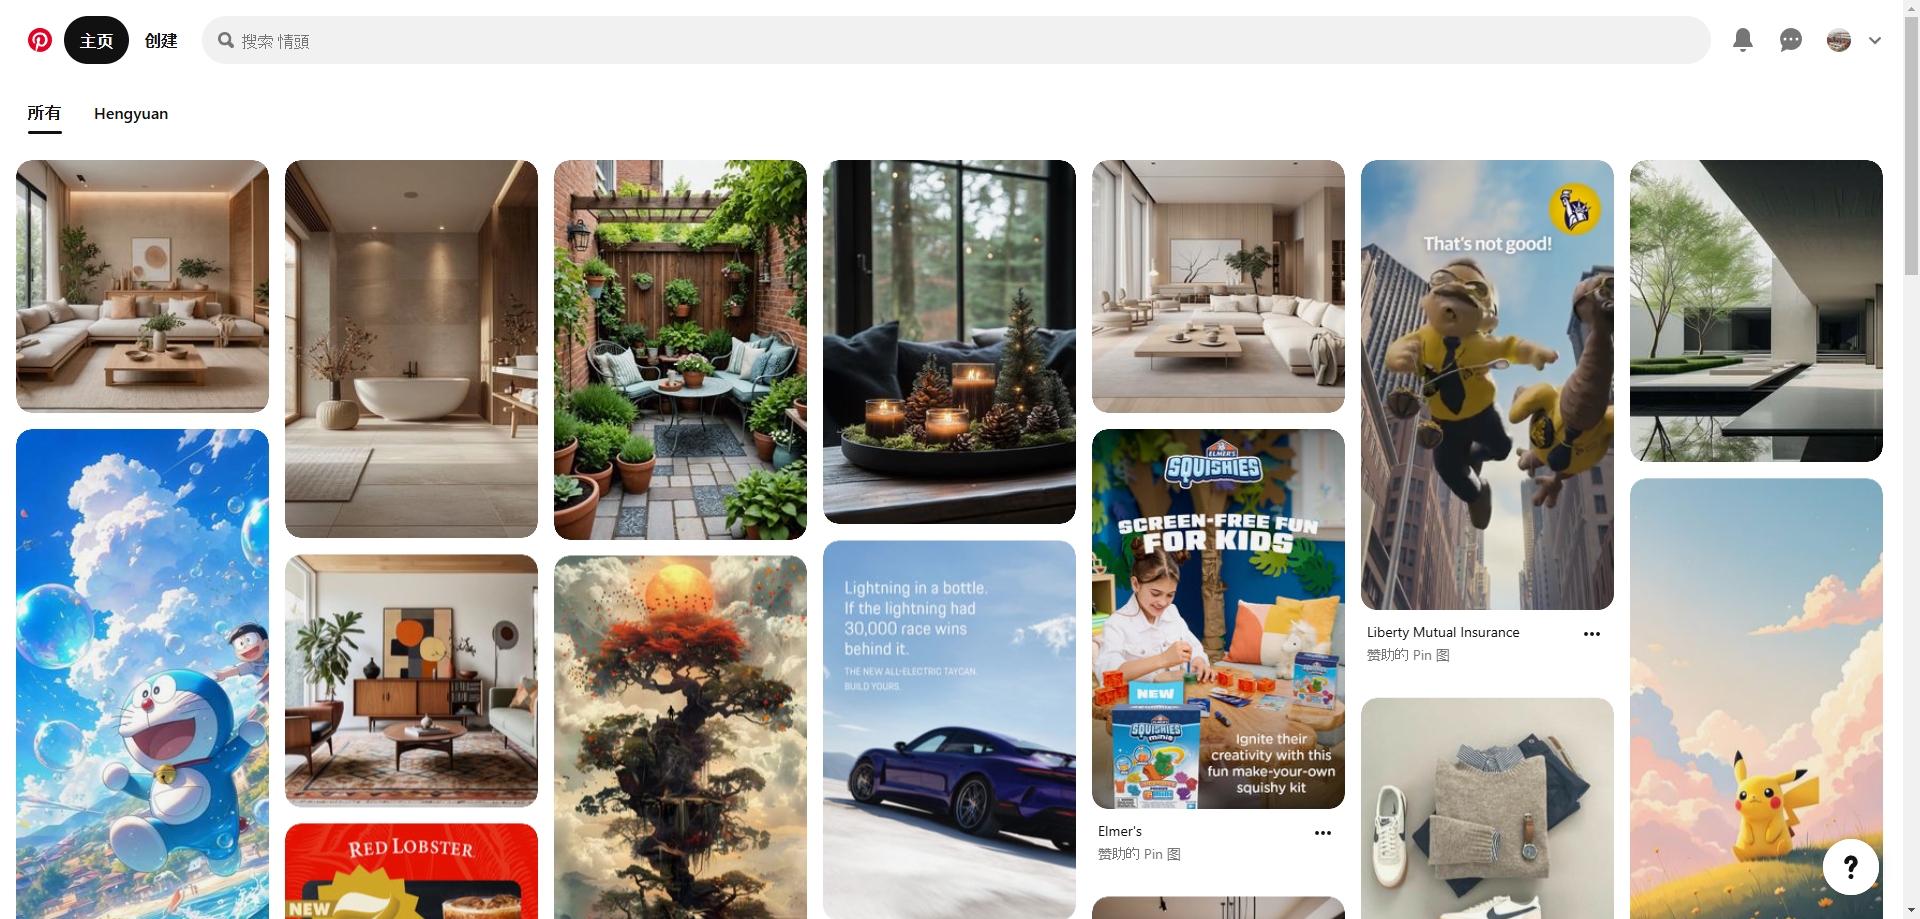 主页
创建
搜索 情頭
所有
Hengyuan
That's not good!
Liberty Mutual Insurance
赞助的 Pin 图
ELMER'S
SQUISHIES
SCREEN-FREE FUN
FOR KIDS
NEW
ELMER'S
SQUISHIES
minis
Ignite their
creativity with this
fun make-your-own
squishy kit
Elmer's
赞助的 Pin 图
Lightning in a bottle.
If the lightning had
30,000 race wins
behind it.
THE NEW ALL-ELECTRIC TAYCAN.
BUILD YOURS.
RED LOBSTER
NEW
?